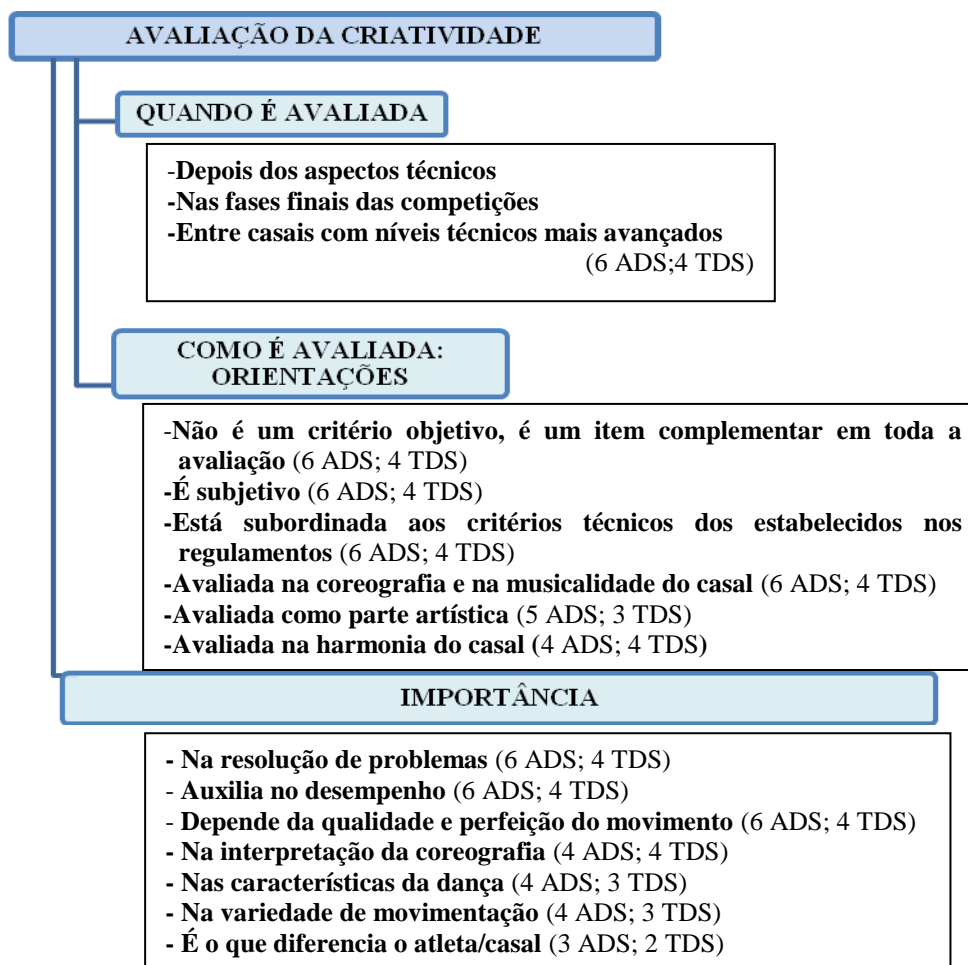 AVALIAÇÃO DA CRIATIVIDADE
QUANDO É AVALIADA
-Depois dos aspectos técnicos
-Nas fases finais das competições
-Entre casais com níveis técnicos mais avançados
(6 ADS;4 TDS)
COMO É AVALIADA:
ORIENTAÇÕES
-Não é um critério objetivo, é um item complementar em toda a
avaliação (6 ADS; 4 TDS)
-É subjetivo (6 ADS; 4 TDS)
-Está subordinada aos critérios técnicos dos estabelecidos nos
regulamentos (6 ADS; 4 TDS)
-Avaliada na coreografia e na musicalidade do casal (6 ADS; 4 TDS)
-Avaliada como parte artística (5 ADS; 3 TDS)
-Avaliada na harmonia do casal (4 ADS; 4 TDS)
IMPORTÂNCIA
- Na resolução de problemas (6 ADS; 4 TDS)
- Auxilia no desempenho (6 ADS; 4 TDS)
- Depende da qualidade e perfeição do movimento (6 ADS; 4 TDS)
- Na interpretação da coreografia (4 ADS; 4 TDS)
- Nas características da dança (4 ADS; 3 TDS)
- Na variedade de movimentação (4 ADS; 3 TDS)
- É o que diferencia o atleta/casal (3 ADS; 2 TDS)